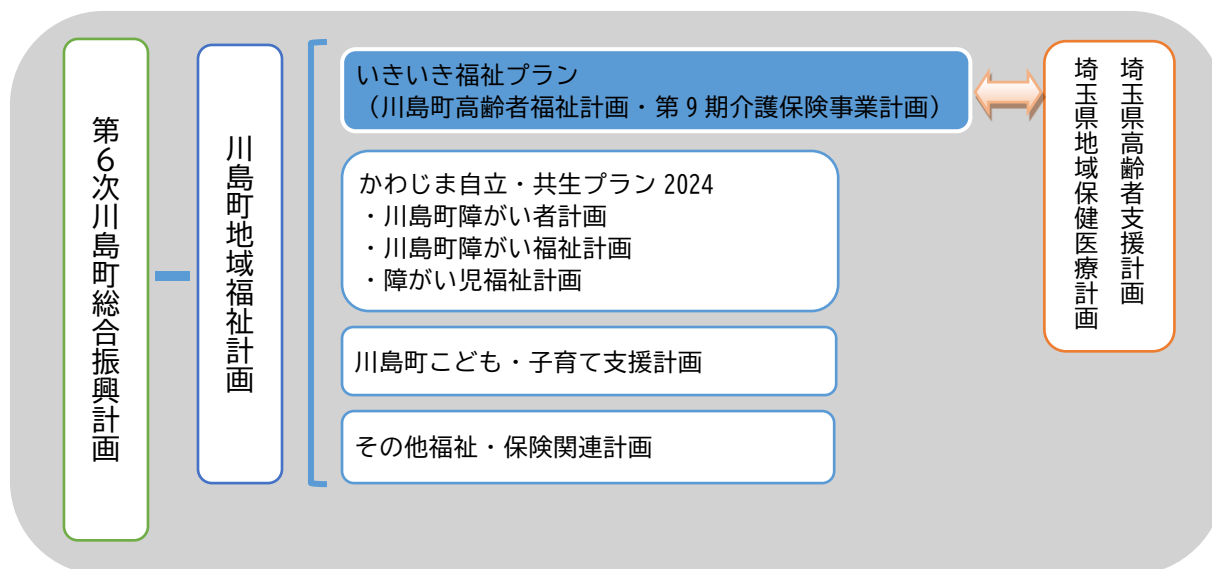 第６次川島町総合振興計画
川島町地域福祉計画
いきいき福祉プラン
（川島町高齢者福祉計画・第９期介護保険事業計画）
かわじま自立・共生プラン 2024
・川島町障がい者計画
・川島町障がい福祉計画
・障がい児福祉計画
川島町こども・子育て支援計画
その他福祉・保険関連計画
埼玉県高齢者支援計画
埼玉県地域保健医療計画